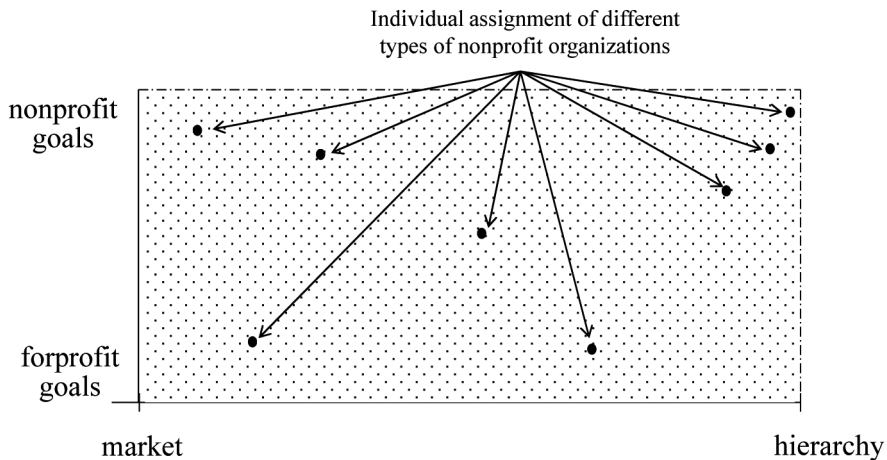 Individual assignment of different
types of nonprofit organizations
nonprofit
goals
forprofit
goals
market
hierarchy